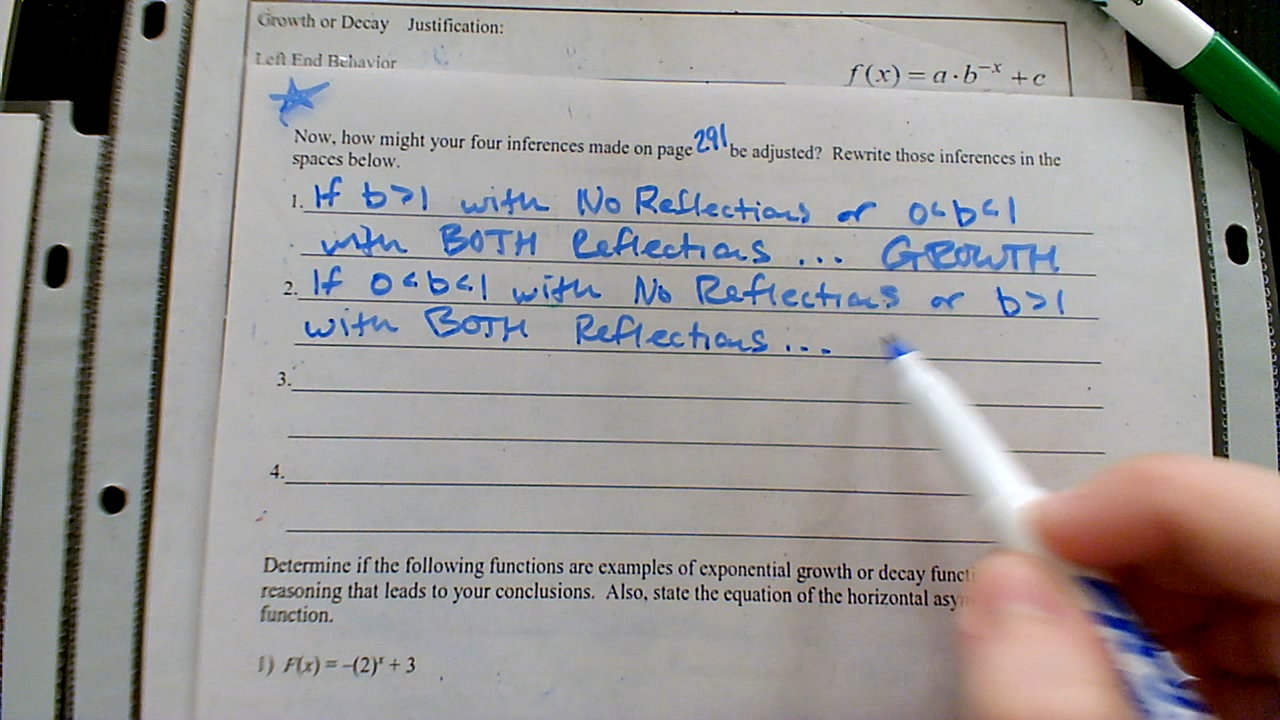 Growth or Decay Justification:
Left End Behavior
f(x) = a · b^{-x} + c
Now, how might your four inferences made on page 291 be adjusted? Rewrite those inferences in the
spaces below.
1. If b>1 with No Reflections or 0<b<1
with BOTH Reflections ... GROWTH
2. If 0<b<1 with No Reflections or b>1
with BOTH Reflections ...
3.
4.
Determine if the following functions are examples of exponential growth or decay
reasoning that leads to your conclusions. Also, state the equation of the horizontal
function.
1) F(x) = -(2)^x + 3